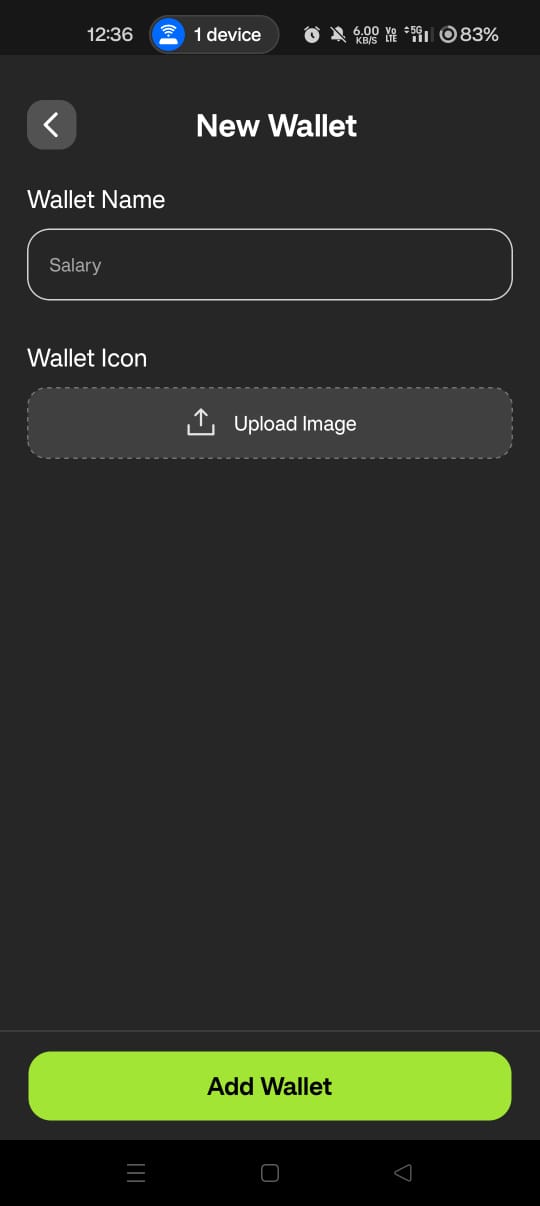 12:36 1 device 6.00 KB/S Vo LTE 5G 83%
New Wallet
Wallet Name
Salary
Wallet Icon
Upload Image
Add Wallet